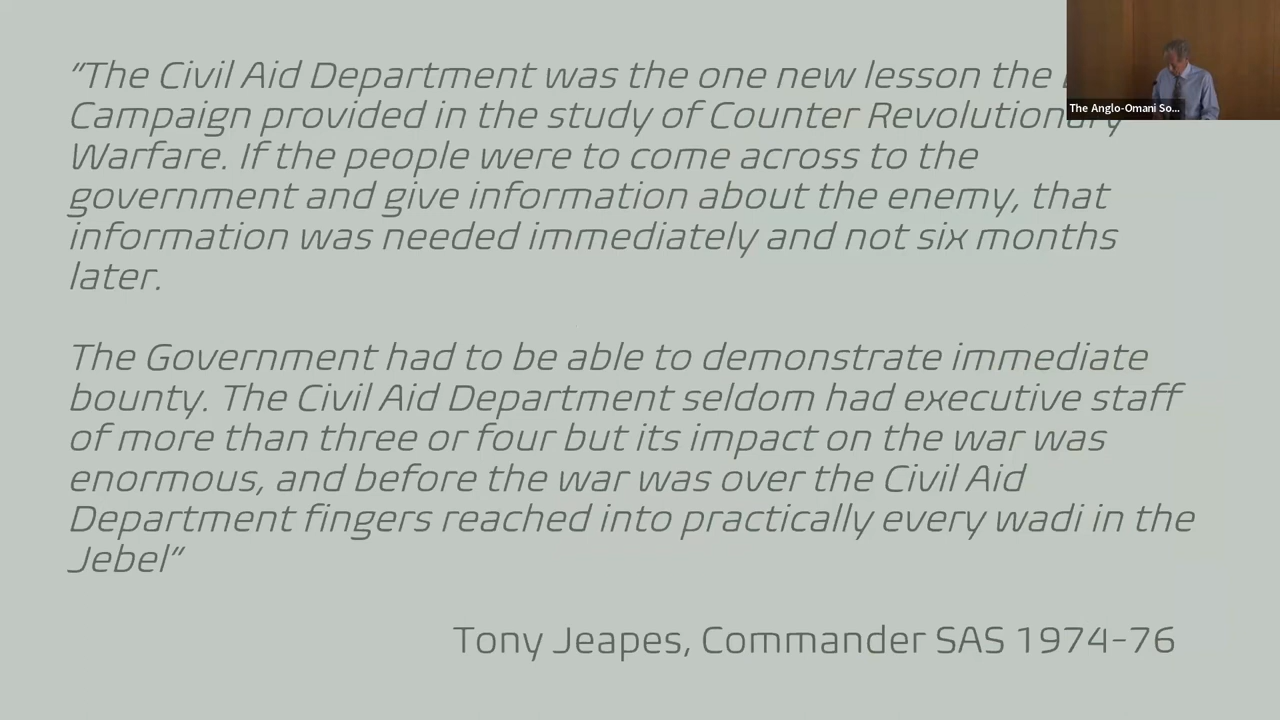 “The Civil Aid Department was the one new lesson the
Campaign provided in the study of Counter Revolutionary
Warfare. If the people were to come across to the
government and give information about the enemy, that
information was needed immediately and not six months
later.
The Government had to be able to demonstrate immediate
bounty. The Civil Aid Department seldom had executive staff
of more than three or four but its impact on the war was
enormous, and before the war was over the Civil Aid
Department fingers reached into practically every wadi in the
Jebel”
Tony Jeapes, Commander SAS 1974-76
The Anglo-Omani So...